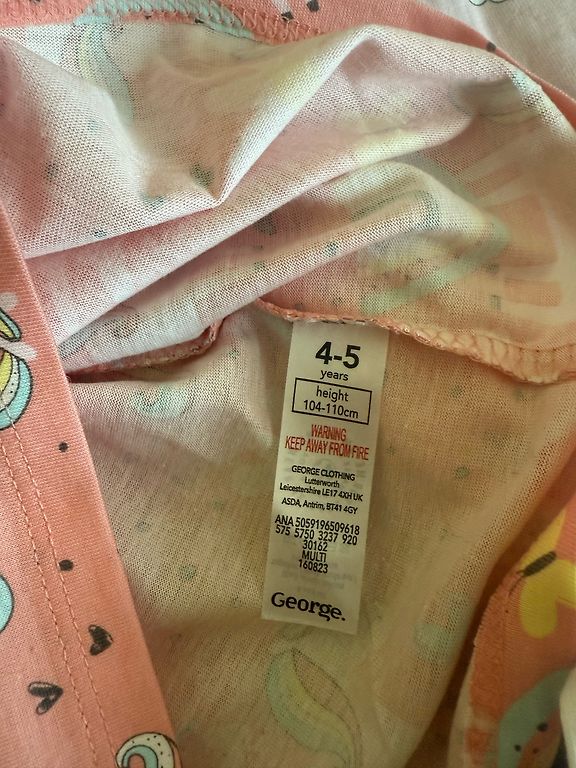 4-5
years
height
104-110cm
WARNING
KEEP AWAY FROM FIRE
GEORGE CLOTHING
Lutterworth
Leicestershire LE17 4XH UK
ASDA, Antrim, BT41 4GY
ANA 5059196509618
575 5750 3237 920
30162
MULTI
160823
George.